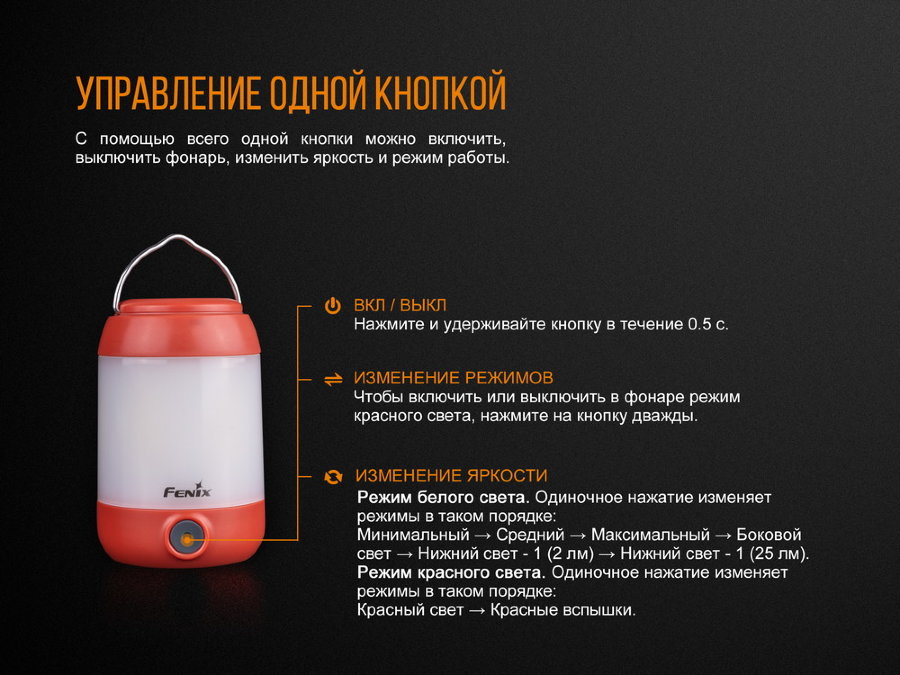 УПРАВЛЕНИЕ ОДНОЙ КНОПКОЙ
С помощью всего одной кнопки можно включить,
выключить фонарь, изменить яркость и режим работы.
ВКЛ / ВЫКЛ
Нажмите и удерживайте кнопку в течение 0.5 с.
ИЗМЕНЕНИЕ РЕЖИМОВ
Чтобы включить или выключить в фонаре режим
красного света, нажмите на кнопку дважды.
FENIX
ИЗМЕНЕНИЕ ЯРКОСТИ
Режим белого света. Одиночное нажатие изменяет
режимы в таком порядке:
Минимальный → Средний → Максимальный → Боковой
свет → Нижний свет - 1 (2 лм) → Нижний свет - 1 (25 лм).
Режим красного света. Одиночное нажатие изменяет
режимы в таком порядке:
Красный свет → Красные вспышки.